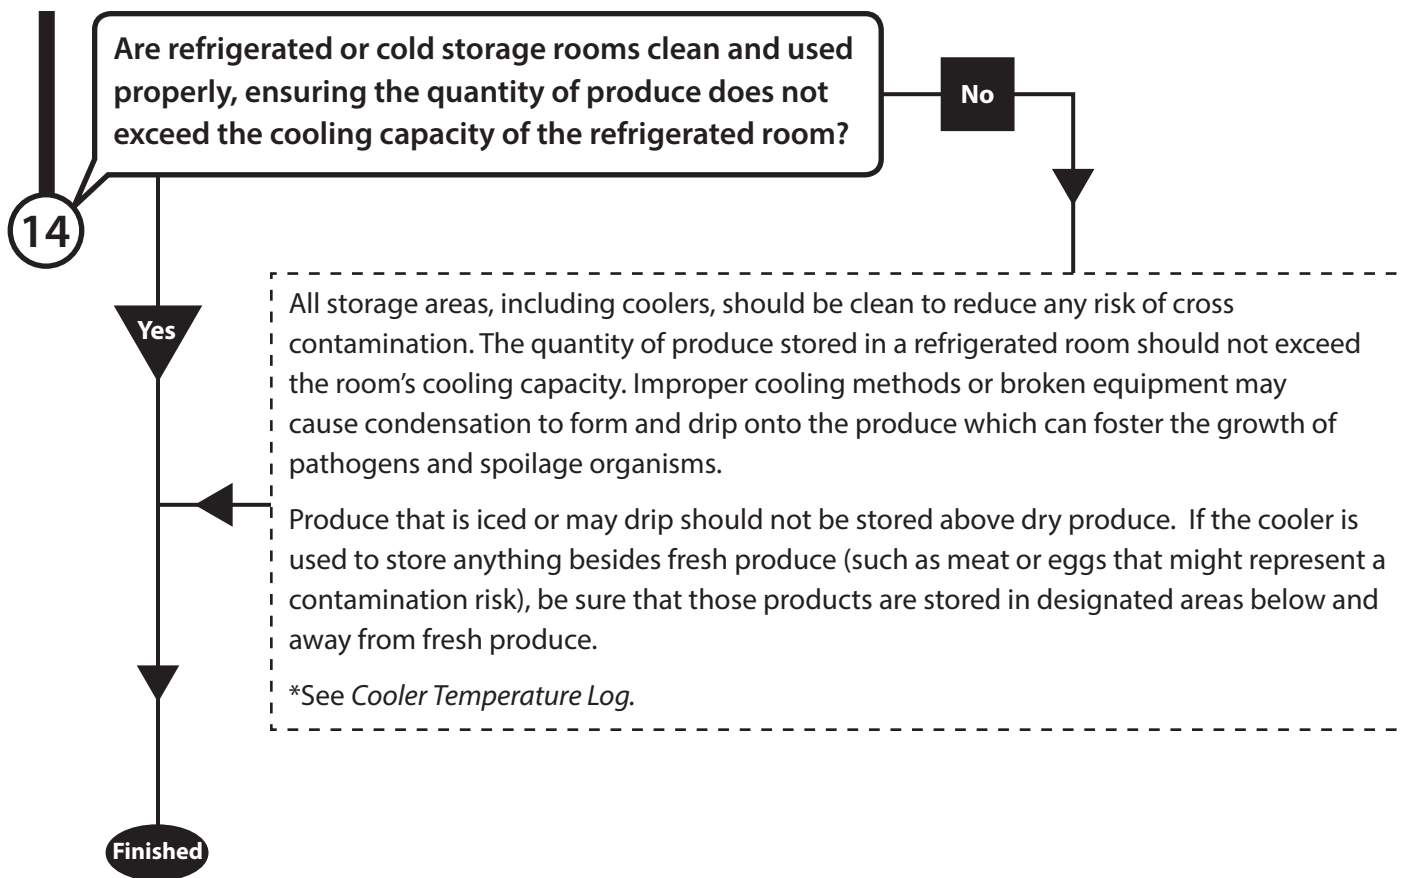 Are refrigerated or cold storage rooms clean and used
properly, ensuring the quantity of produce does not
exceed the cooling capacity of the refrigerated room?
No
14
Yes
All storage areas, including coolers, should be clean to reduce any risk of cross
contamination. The quantity of produce stored in a refrigerated room should not exceed
the room's cooling capacity. Improper cooling methods or broken equipment may
cause condensation to form and drip onto the produce which can foster the growth of
pathogens and spoilage organisms.
Produce that is iced or may drip should not be stored above dry produce.  If the cooler is
used to store anything besides fresh produce (such as meat or eggs that might represent a
contamination risk), be sure that those products are stored in designated areas below and
away from fresh produce.
*See Cooler Temperature Log.
Finished